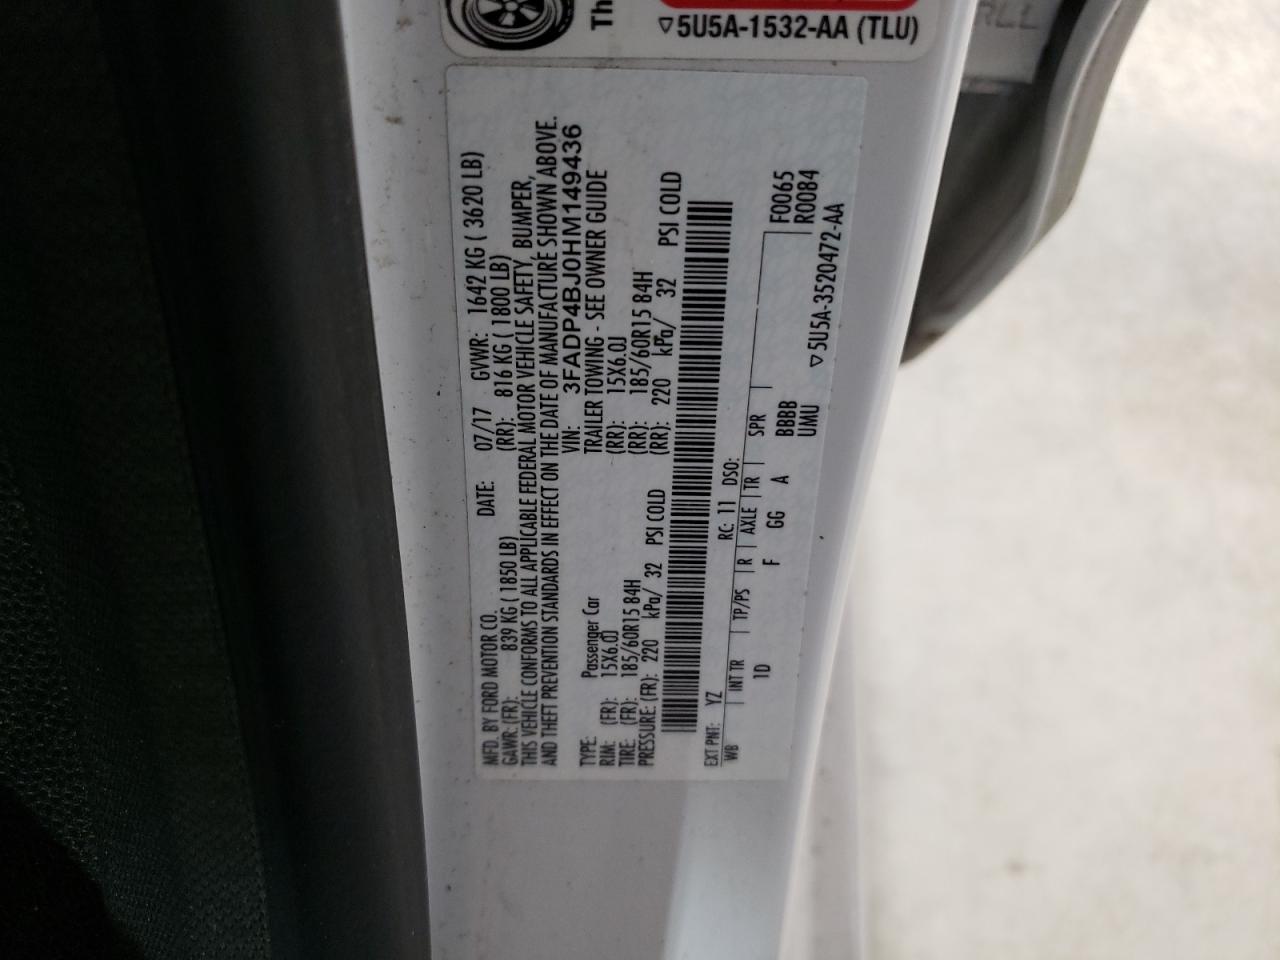 Th
▽5U5A-1532-AA (TLU)
MFD. BY FORD MOTOR CO.
DATE: 07/17 GVWR: 1642 KG ( 3620 LB)
GAWR: (FR): 839 KG ( 1850 LB) (RR): 816 KG ( 1800 LB)
THIS VEHICLE CONFORMS TO ALL APPLICABLE FEDERAL MOTOR VEHICLE SAFETY, BUMPER,
AND THEFT PREVENTION STANDARDS IN EFFECT ON THE DATE OF MANUFACTURE SHOWN ABOVE.
VIN: 3FADP4BJ0HM149436
TYPE: Passenger Car TRAILER TOWING - SEE OWNER GUIDE
RIM: (FR): 15X6.0J (RR): 15X6.0J
TIRE: (FR): 185/60R15 84H (RR): 185/60R15 84H
PRESSURE: (FR): 220 kPa/ 32 PSI COLD (RR): 220 kPa/ 32 PSI COLD
EXT PNT: YZ RC: 11 DSO:
WB INT TR TP/PS R AXLE TR SPR F0065
1D F GG A BBBB R0084
UMU
▽5U5A-3520472-AA